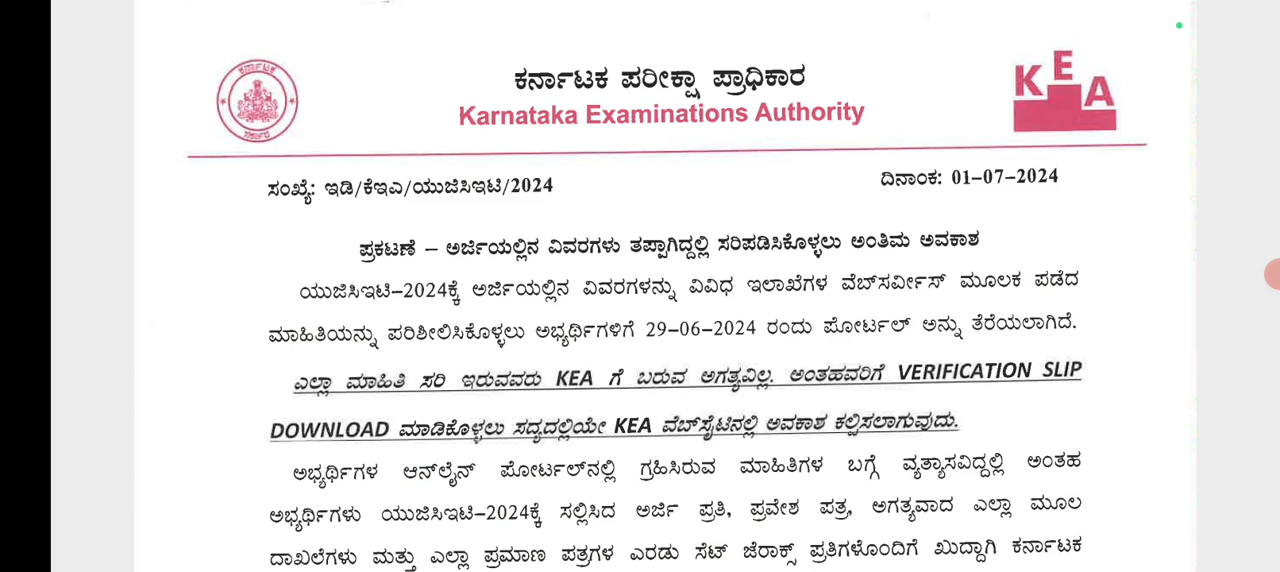 ಕರ್ನಾಟಕ ಪರೀಕ್ಷಾ ಪ್ರಾಧಿಕಾರ
Karnataka Examinations Authority
KEA
ಕರ್ನಾಟಕ
ಸರ್ಕಾರ
ಸಂಖ್ಯೆ: ಇಡಿ/ಕೆಇಎ/ಯುಜಿಸಿಇಟಿ/2024
ದಿನಾಂಕ: 01-07-2024
ಪ್ರಕಟಣೆ – ಅರ್ಜಿಯಲ್ಲಿನ ವಿವರಗಳು ತಪ್ಪಾಗಿದ್ದಲ್ಲಿ ಸರಿಪಡಿಸಿಕೊಳ್ಳಲು ಅಂತಿಮ ಅವಕಾಶ
ಯುಜಿಸಿಇಟಿ-2024ಕ್ಕೆ ಅರ್ಜಿಯಲ್ಲಿನ ವಿವರಗಳನ್ನು ವಿವಿಧ ಇಲಾಖೆಗಳ ವೆಬ್‌ಸರ್ವೀಸ್ ಮೂಲಕ ಪಡೆದ
ಮಾಹಿತಿಯನ್ನು ಪರಿಶೀಲಿಸಿಕೊಳ್ಳಲು ಅಭ್ಯರ್ಥಿಗಳಿಗೆ 29-06-2024 ರಂದು ಪೋರ್ಟಲ್ ಅನ್ನು ತೆರೆಯಲಾಗಿದೆ.
ಎಲ್ಲಾ ಮಾಹಿತಿ ಸರಿ ಇರುವವರು KEA ಗೆ ಬರುವ ಅಗತ್ಯವಿಲ್ಲ. ಅಂತಹವರಿಗೆ VERIFICATION SLIP
DOWNLOAD ಮಾಡಿಕೊಳ್ಳಲು ಸದ್ಯದಲ್ಲಿಯೇ KEA ವೆಬ್‌ಸೈಟಿನಲ್ಲಿ ಅವಕಾಶ ಕಲ್ಪಿಸಲಾಗುವುದು.
ಅಭ್ಯರ್ಥಿಗಳ ಆನ್‌ಲೈನ್ ಪೋರ್ಟಲ್‌ನಲ್ಲಿ ಗ್ರಹಿಸಿರುವ ಮಾಹಿತಿಗಳ ಬಗ್ಗೆ ವ್ಯತ್ಯಾಸವಿದ್ದಲ್ಲಿ ಅಂತಹ
ಅಭ್ಯರ್ಥಿಗಳು ಯುಜಿಸಿಇಟಿ-2024ಕ್ಕೆ ಸಲ್ಲಿಸಿದ ಅರ್ಜಿ ಪ್ರತಿ, ಪ್ರವೇಶ ಪತ್ರ, ಅಗತ್ಯವಾದ ಎಲ್ಲಾ ಮೂಲ
ದಾಖಲೆಗಳು ಮತ್ತು ಎಲ್ಲಾ ಪ್ರಮಾಣ ಪತ್ರಗಳ ಎರಡು ಸೆಟ್ ಜೆರಾಕ್ಸ್ ಪ್ರತಿಗಳೊಂದಿಗೆ ಖುದ್ದಾಗಿ ಕರ್ನಾಟಕ